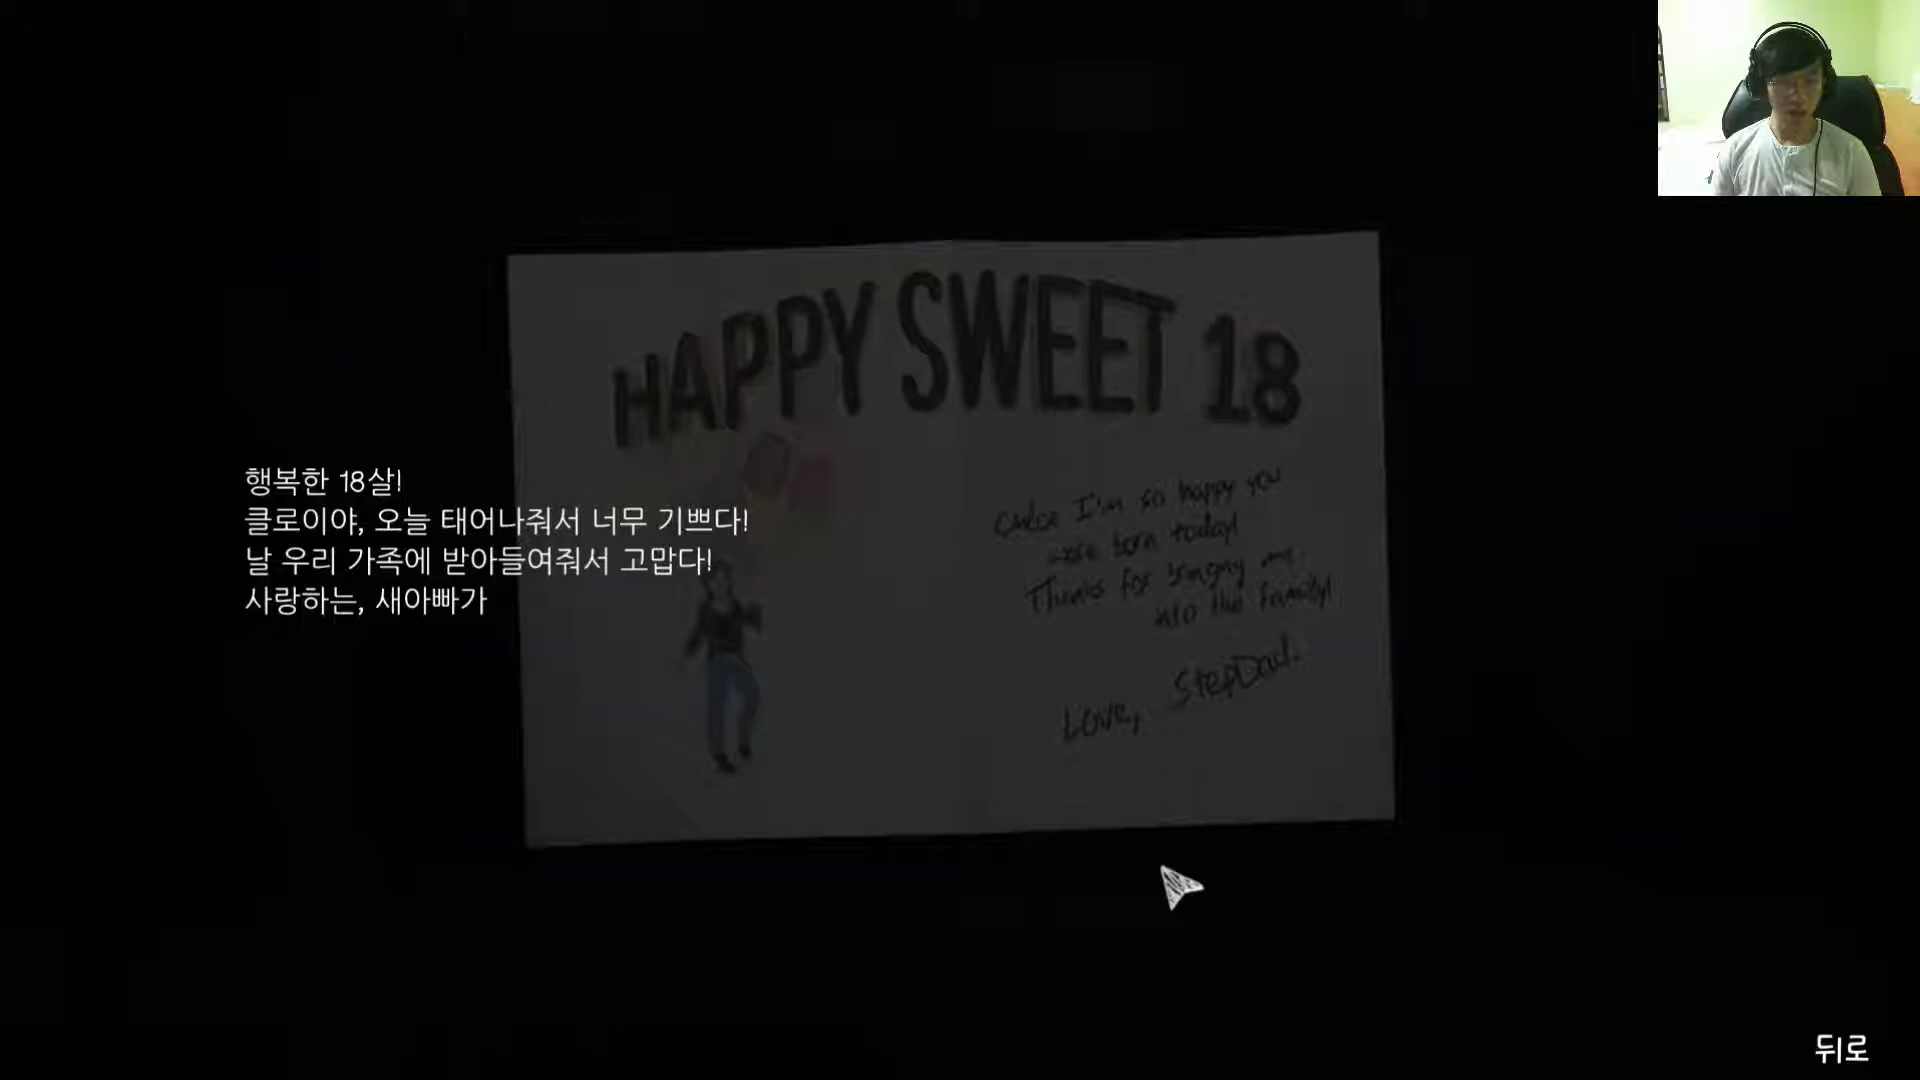 HAPPY SWEET 18
행복한 18살!
클로이야, 오늘 태어나줘서 너무 기쁘다!
날 우리 가족에 받아들여줘서 고맙다!
사랑하는, 새아빠가
Chloe I'm so happy you
were born today!
Thanks for bringing me
into this family!
Love, StepDad.
뒤로